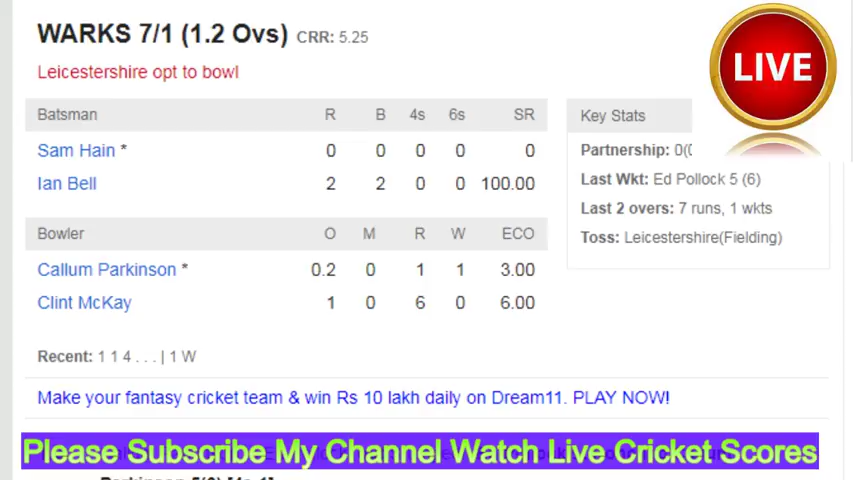 WARKS 7/1 (1.2 Ovs) CRR: 5.25
LIVE
Leicestershire opt to bowl
Batsman R B 4s 6s SR
Sam Hain * 0 0 0 0 0
Ian Bell 2 2 0 0 100.00
Bowler O M R W ECO
Callum Parkinson * 0.2 0 1 1 3.00
Clint McKay 1 0 6 0 6.00
Key Stats
Partnership: 0(0
Last Wkt: Ed Pollock 5 (6)
Last 2 overs: 7 runs, 1 wkts
Toss: Leicestershire(Fielding)
Recent: 1 1 4 . . . | 1 W
Make your fantasy cricket team & win Rs 10 lakh daily on Dream11. PLAY NOW!
Please Subscribe My Channel Watch Live Cricket Scores